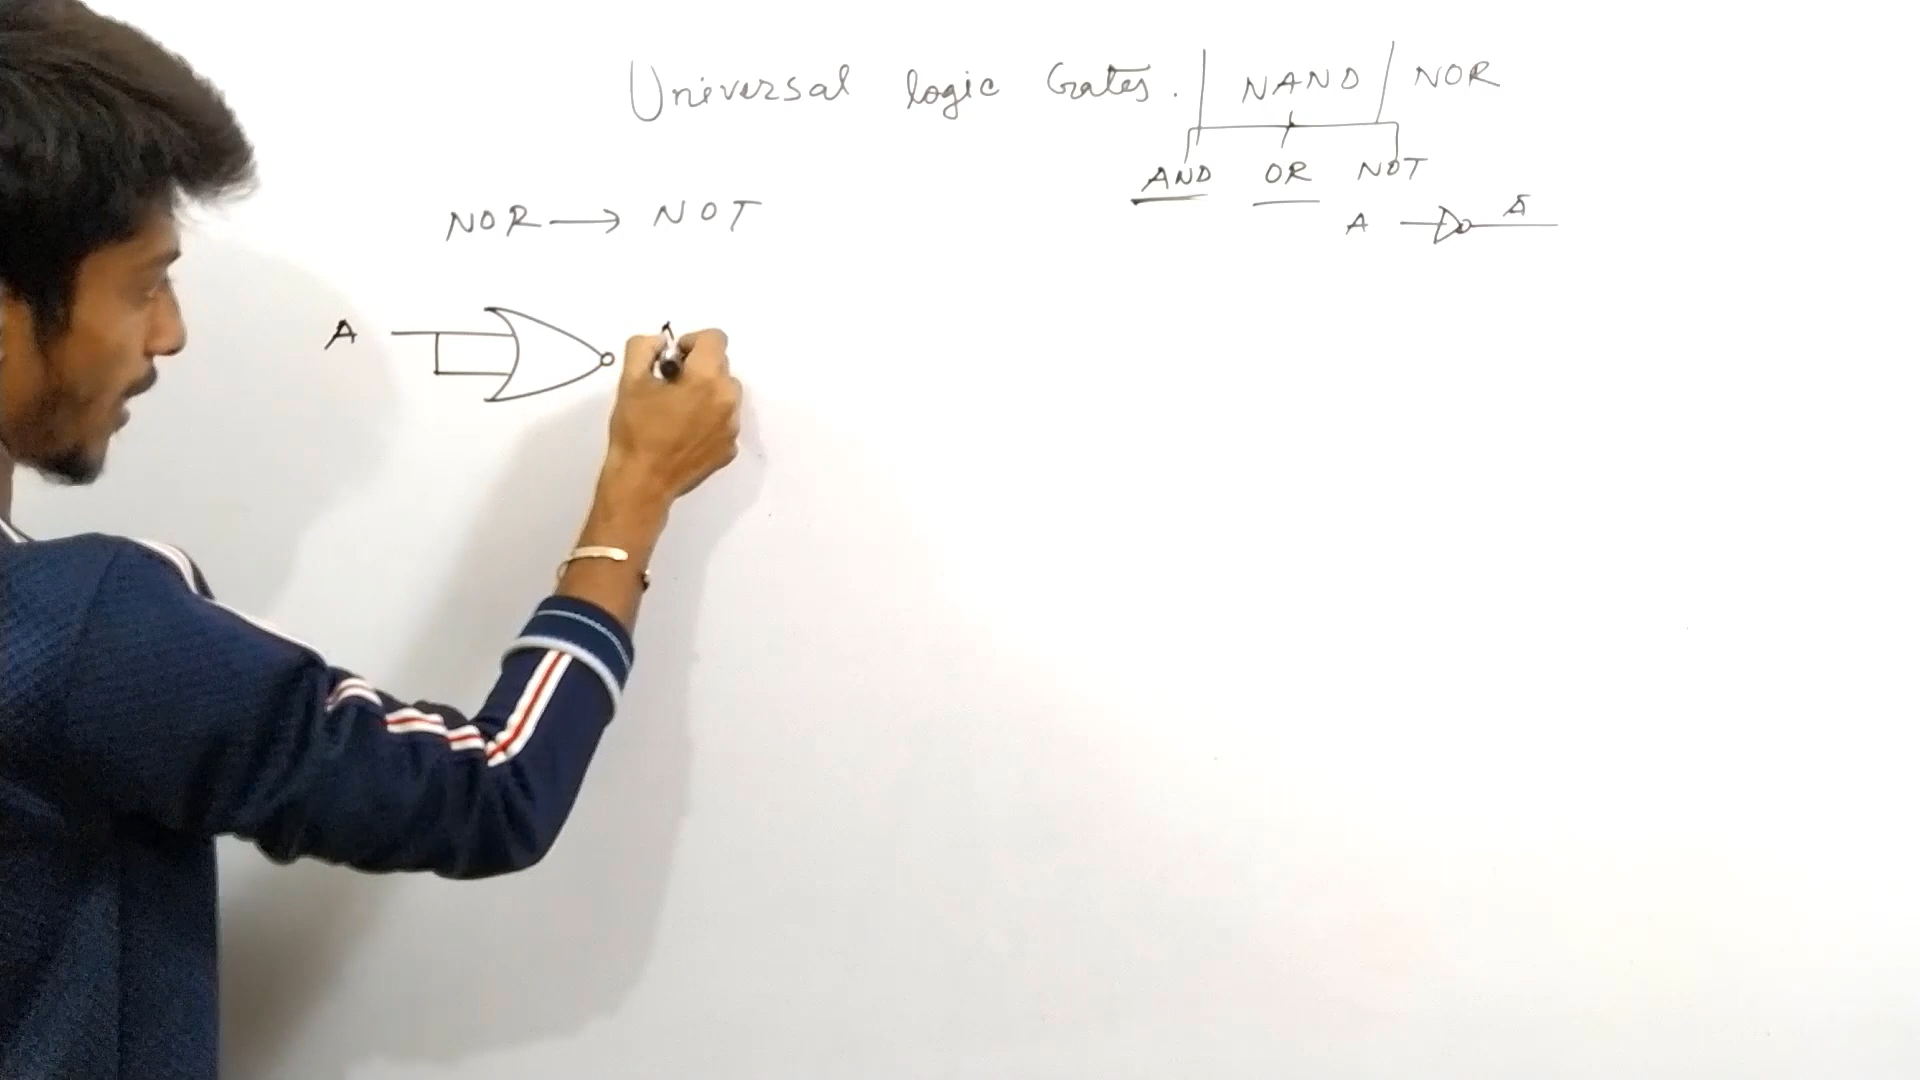 Universal logic Gates. | NAND / NOR
AND OR NOT
A Ā
NOR → NOT
A